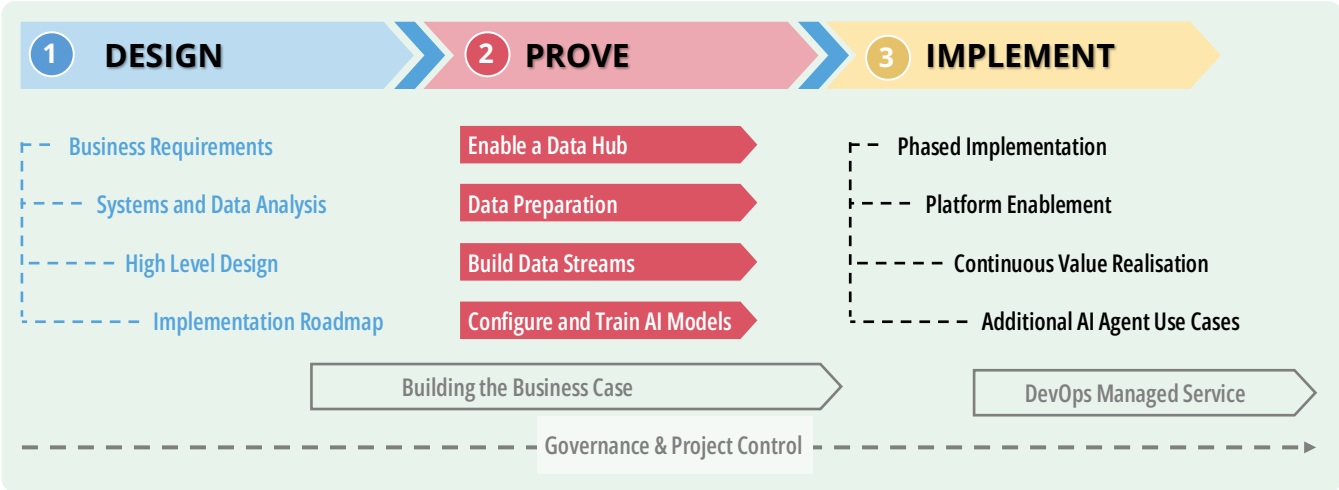 1 DESIGN
2 PROVE
3 IMPLEMENT
Business Requirements
Systems and Data Analysis
High Level Design
Implementation Roadmap
Enable a Data Hub
Data Preparation
Build Data Streams
Configure and Train AI Models
Phased Implementation
Platform Enablement
Continuous Value Realisation
Additional AI Agent Use Cases
Building the Business Case
DevOps Managed Service
Governance & Project Control